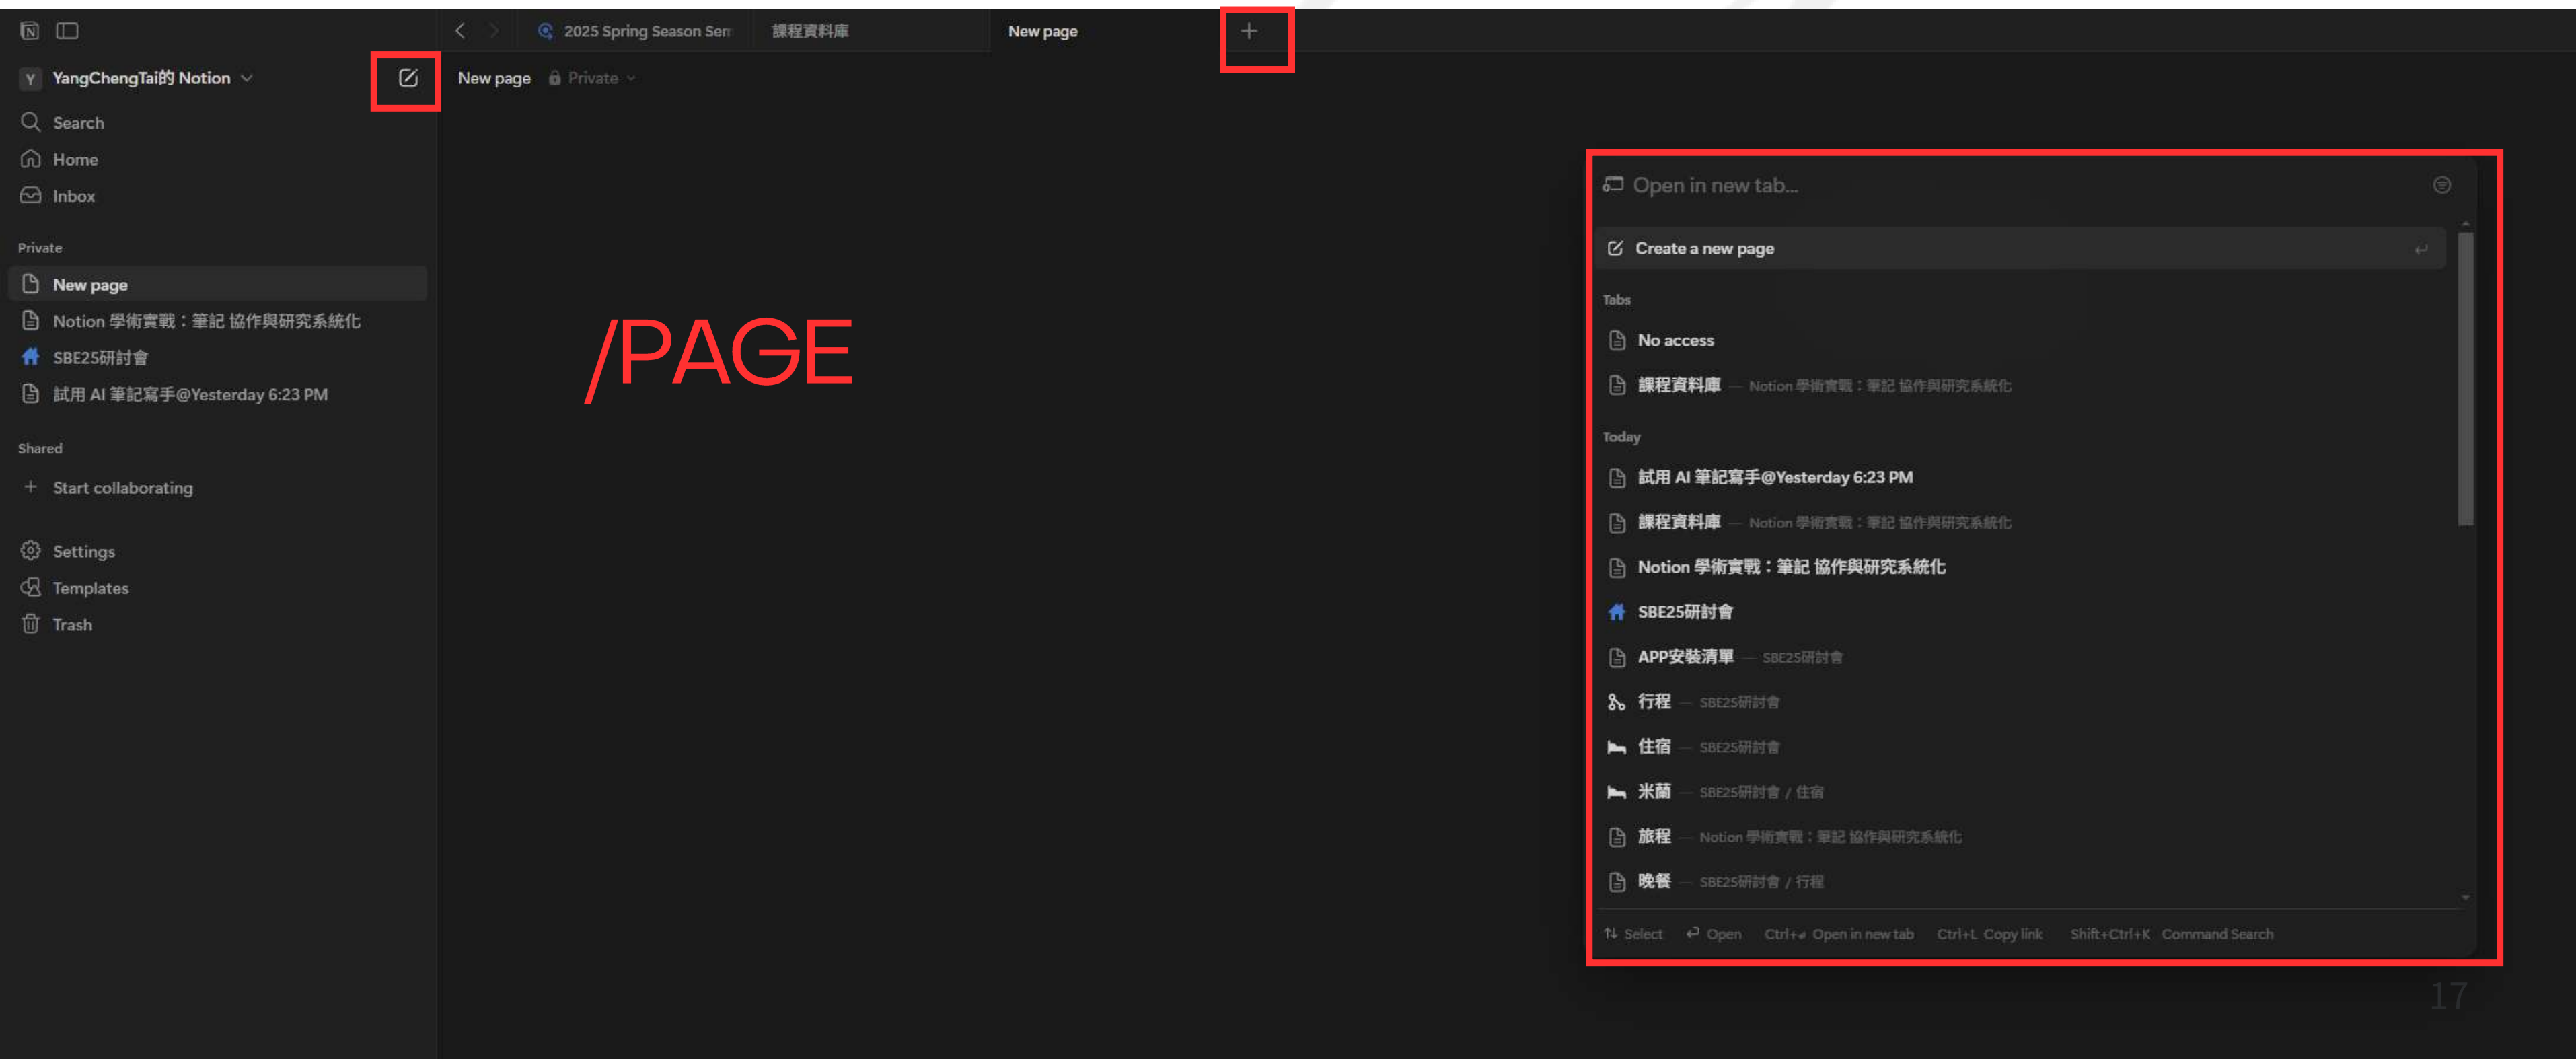 2025 Spring Season Sem
課程資料庫
New page
YangChengTai的 Notion
New page
Private
Search
Home
Inbox
Private
New page
Notion 學術實戰：筆記 協作與研究系統化
SBE25研討會
試用 AI 筆記寫手@Yesterday 6:23 PM
Shared
Start collaborating
Settings
Templates
Trash
/PAGE
Open in new tab...
Create a new page
Tabs
No access
課程資料庫 — Notion 學術實戰：筆記 協作與研究系統化
Today
試用 AI 筆記寫手@Yesterday 6:23 PM
課程資料庫 — Notion 學術實戰：筆記 協作與研究系統化
Notion 學術實戰：筆記 協作與研究系統化
SBE25研討會
APP安裝清單 — SBE25研討會
行程 — SBE25研討會
住宿 — SBE25研討會
米蘭 — SBE25研討會 / 住宿
旅程 — Notion 學術實戰：筆記 協作與研究系統化
晚餐 — SBE25研討會 / 行程
Select Open Ctrl+↵ Open in new tab Ctrl+L Copy link Shift+Ctrl+K Command Search
17